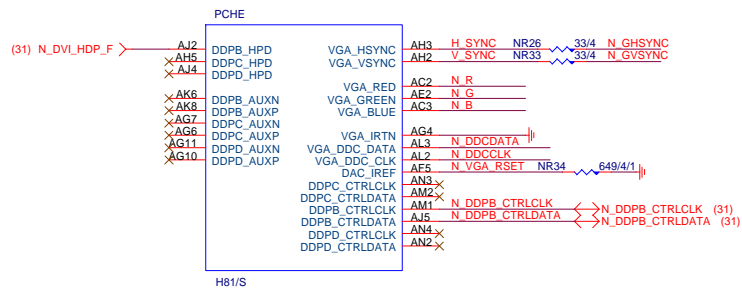 PCHE
(31) N_DVI_HDP_F AJ2 DDPB_HPD VGA_HSYNC AH3 H_SYNC NR26 33/4 N_GHSYNC
AH5 DDPC_HPD VGA_VSYNC AH2 V_SYNC NR33 33/4 N_GVSYNC
AJ4 DDPD_HPD
VGA_RED AC2 N_R
AK6 DDPB_AUXN VGA_GREEN AE2 N_G
AK8 DDPB_AUXP VGA_BLUE AC3 N_B
AG7 DDPC_AUXN
AG6 DDPC_AUXP VGA_IRTN AG4
AG11 DDPD_AUXN VGA_DDC_DATA AL3 N_DDCDATA
AG10 DDPD_AUXP VGA_DDC_CLK AL2 N_DDCCLK
DAC_IREF AF5 N_VGA_RSET NR34 649/4/1
DDPC_CTRLCLK AN3
DDPC_CTRLDATA AM2
DDPB_CTRLCLK AM1 N_DDPB_CTRLCLK N_DDPB_CTRLCLK (31)
DDPB_CTRLDATA AJ5 N_DDPB_CTRLDATA N_DDPB_CTRLDATA (31)
DDPD_CTRLCLK AN4
DDPD_CTRLDATA AN2
H81/S